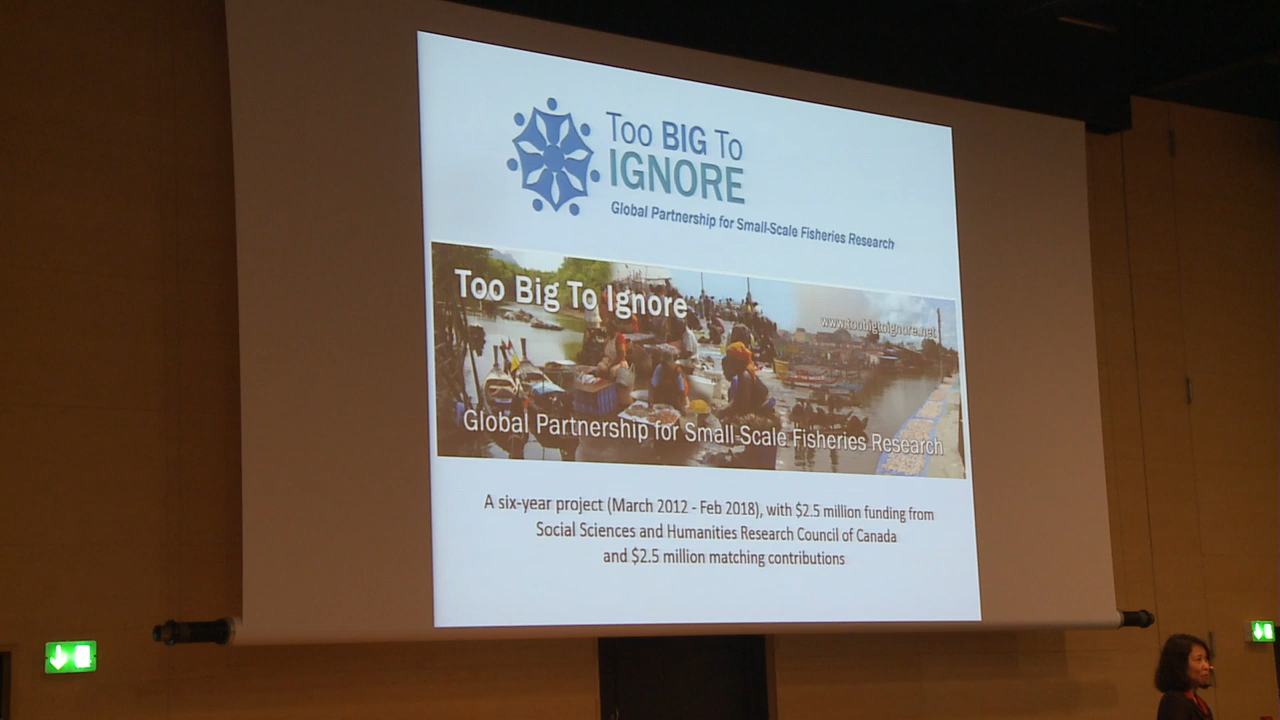 Too BIG To
IGNORE
Global Partnership for Small-Scale Fisheries Research
Too Big To Ignore
www.toobigtoignore.net
Global Partnership for Small-Scale Fisheries Research
A six-year project (March 2012 - Feb 2018), with $2.5 million funding from
Social Sciences and Humanities Research Council of Canada
and $2.5 million matching contributions